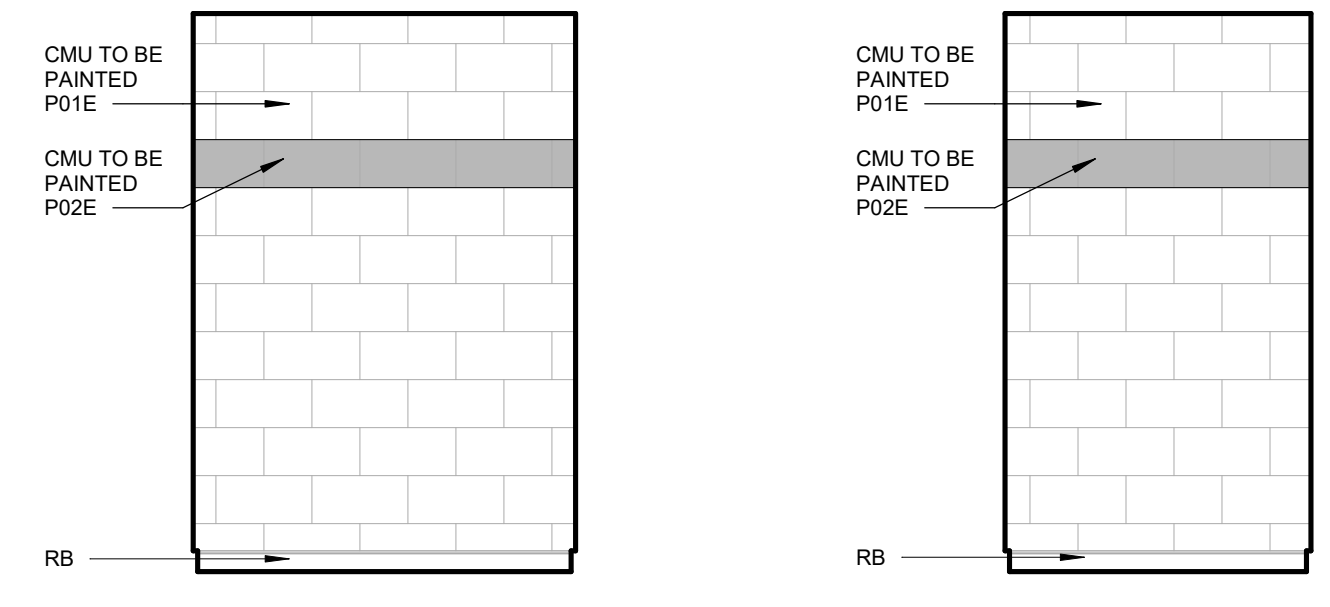 CMU TO BE
PAINTED
P01E
CMU TO BE
PAINTED
P02E
RB
CMU TO BE
PAINTED
P01E
CMU TO BE
PAINTED
P02E
RB